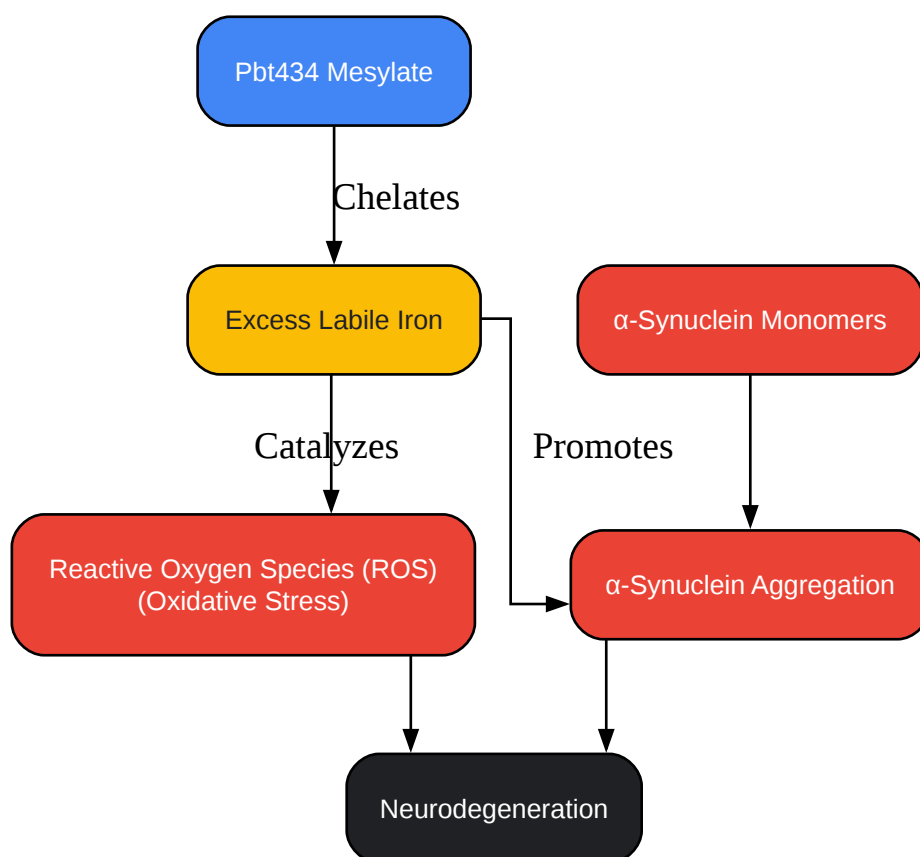 Pbt434 Mesylate
Chelates
Excess Labile Iron
α-Synuclein Monomers
Catalyzes
Promotes
Reactive Oxygen Species (ROS)
(Oxidative Stress)
α-Synuclein Aggregation
Neurodegeneration